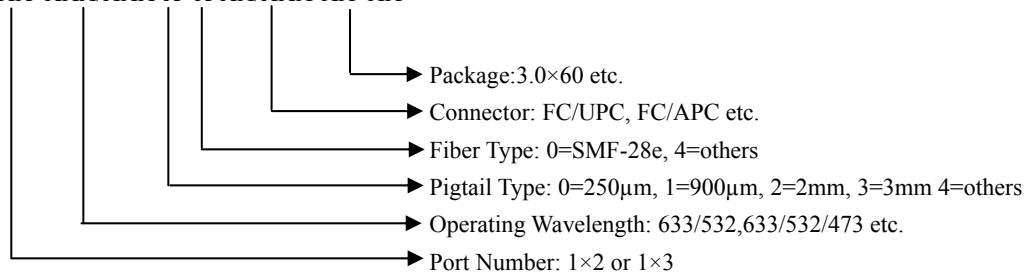 Package:3.0×60 etc.
Connector: FC/UPC, FC/APC etc.
Fiber Type: 0=SMF-28e, 4=others
Pigtail Type: 0=250μm, 1=900μm, 2=2mm, 3=3mm 4=others
Operating Wavelength: 633/532,633/532/473 etc.
Port Number: 1×2 or 1×3